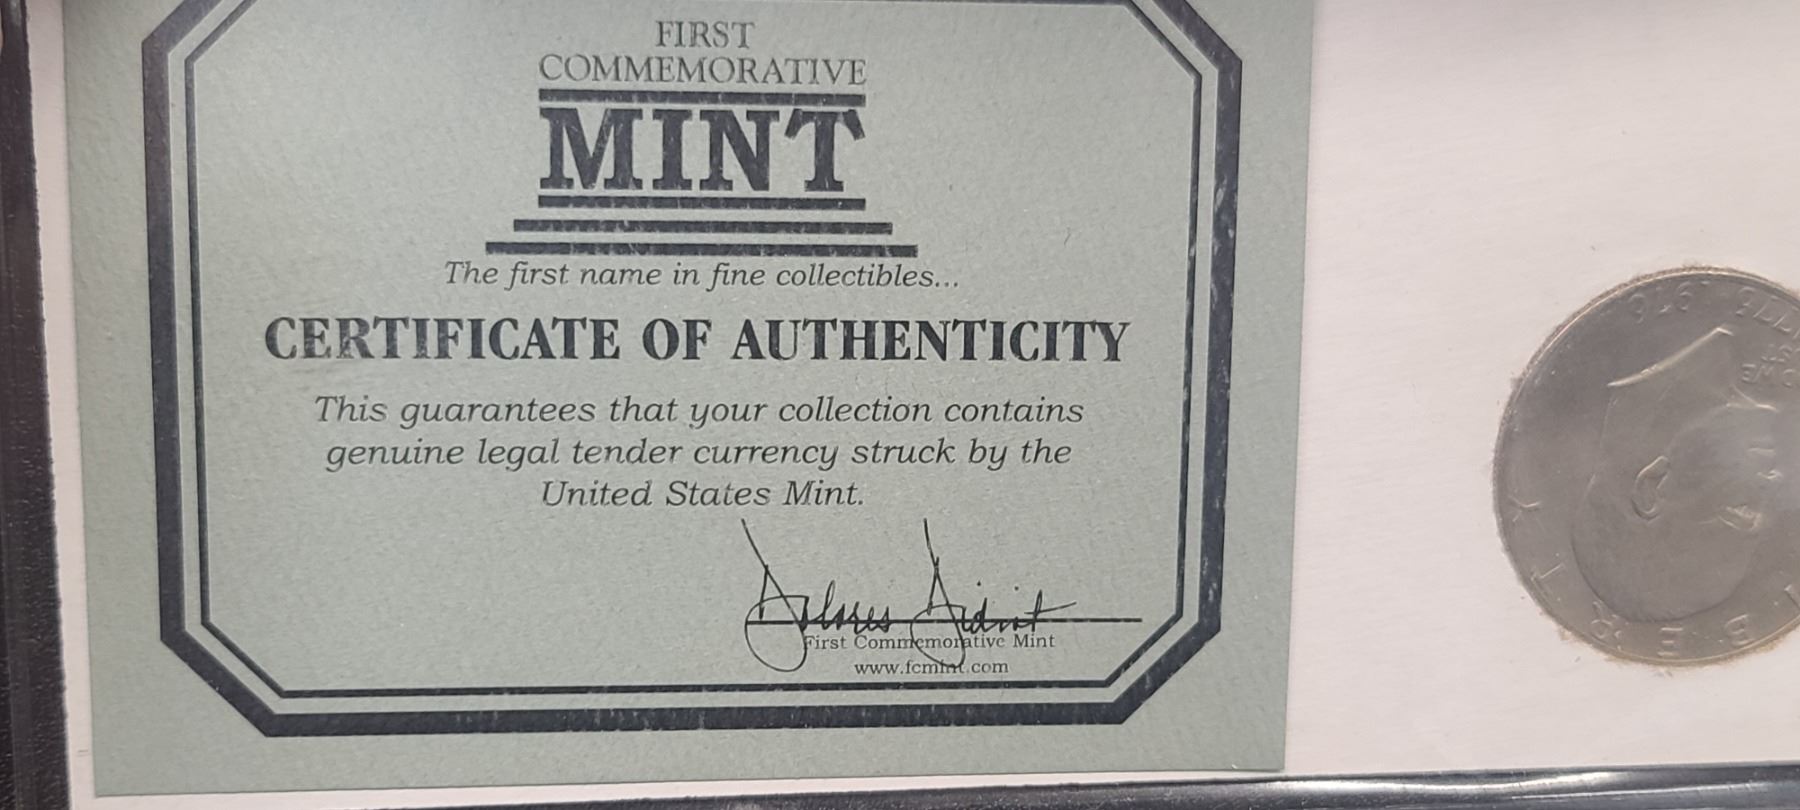 FIRST
COMMEMORATIVE
MINT
The first name in fine collectibles...
CERTIFICATE OF AUTHENTICITY
This guarantees that your collection contains
genuine legal tender currency struck by the
United States Mint.
First Commemorative Mint
www.fcmint.com